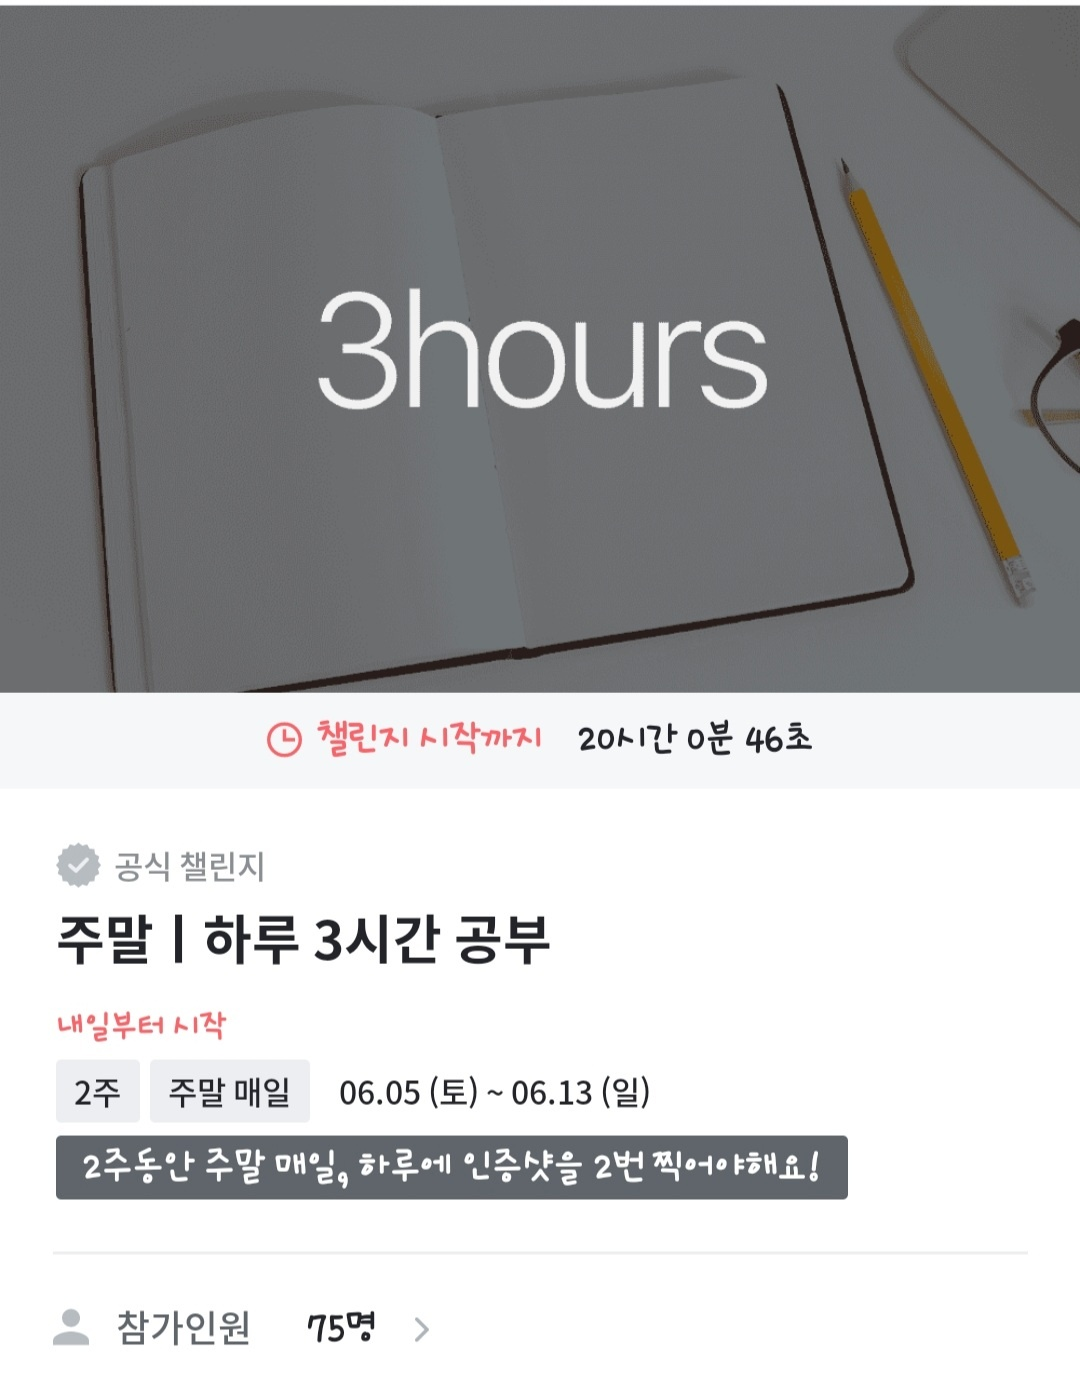 3hours
챌린지 시작까지 20시간 0분 46초
공식 챌린지
주말ㅣ하루 3시간 공부
내일부터 시작
2주 주말 매일 06.05 (토) ~ 06.13 (일)
2주동안 주말 매일, 하루에 인증샷을 2번 찍어야해요!
참가인원 75명 >